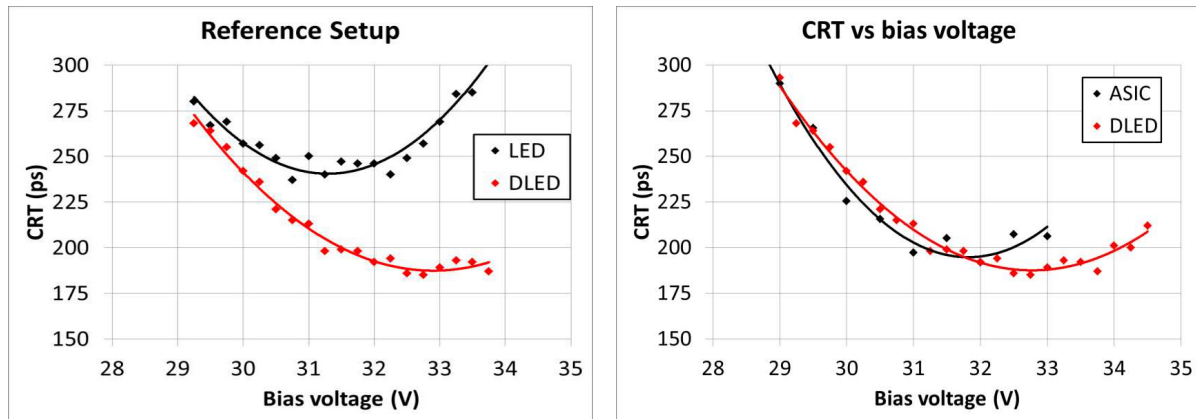 Reference Setup
CRT (ps)
300
275
250
225
200
175
150
28 29 30 31 32 33 34 35
Bias voltage (V)
LED
DLED
CRT vs bias voltage
CRT (ps)
300
275
250
225
200
175
150
28 29 30 31 32 33 34 35
Bias voltage (V)
ASIC
DLED